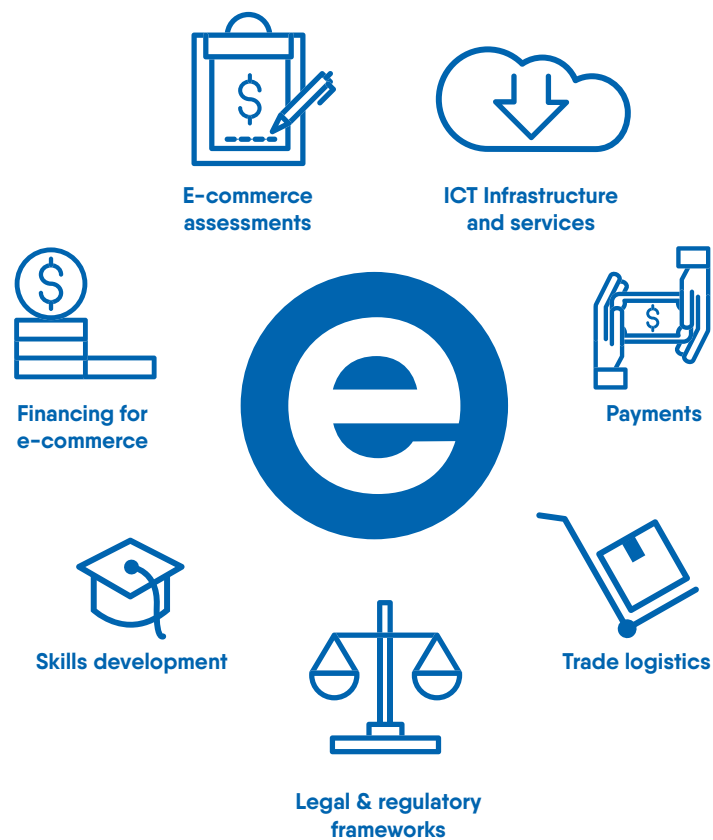 $
E-commerce
assessments
ICT Infrastructure
and services
$
Financing for
e-commerce
$
Payments
e
Skills development
Trade logistics
Legal & regulatory
frameworks